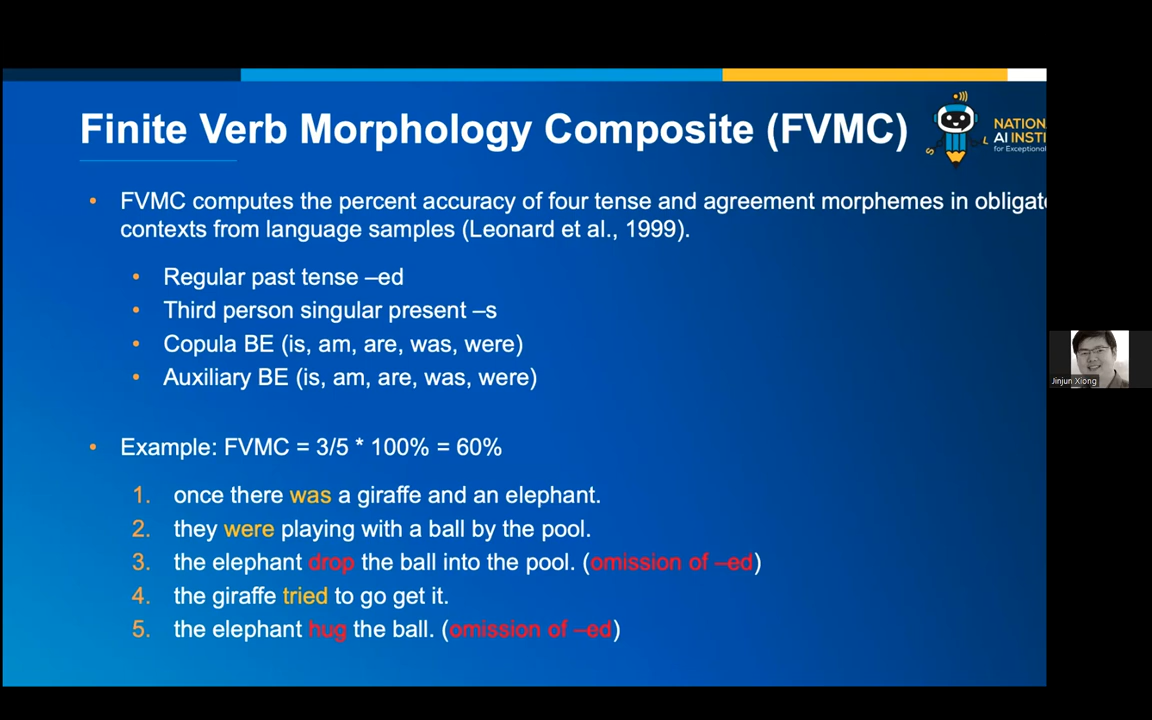 Finite Verb Morphology Composite (FVMC)
NATION
AI INSTI
for Exceptional
S
L
• FVMC computes the percent accuracy of four tense and agreement morphemes in obligat
contexts from language samples (Leonard et al., 1999).
• Regular past tense –ed
• Third person singular present –s
• Copula BE (is, am, are, was, were)
• Auxiliary BE (is, am, are, was, were)
Jinjun Xiong
• Example: FVMC = 3/5 * 100% = 60%
1. once there was a giraffe and an elephant.
2. they were playing with a ball by the pool.
3. the elephant drop the ball into the pool. (omission of –ed)
4. the giraffe tried to go get it.
5. the elephant hug the ball. (omission of –ed)